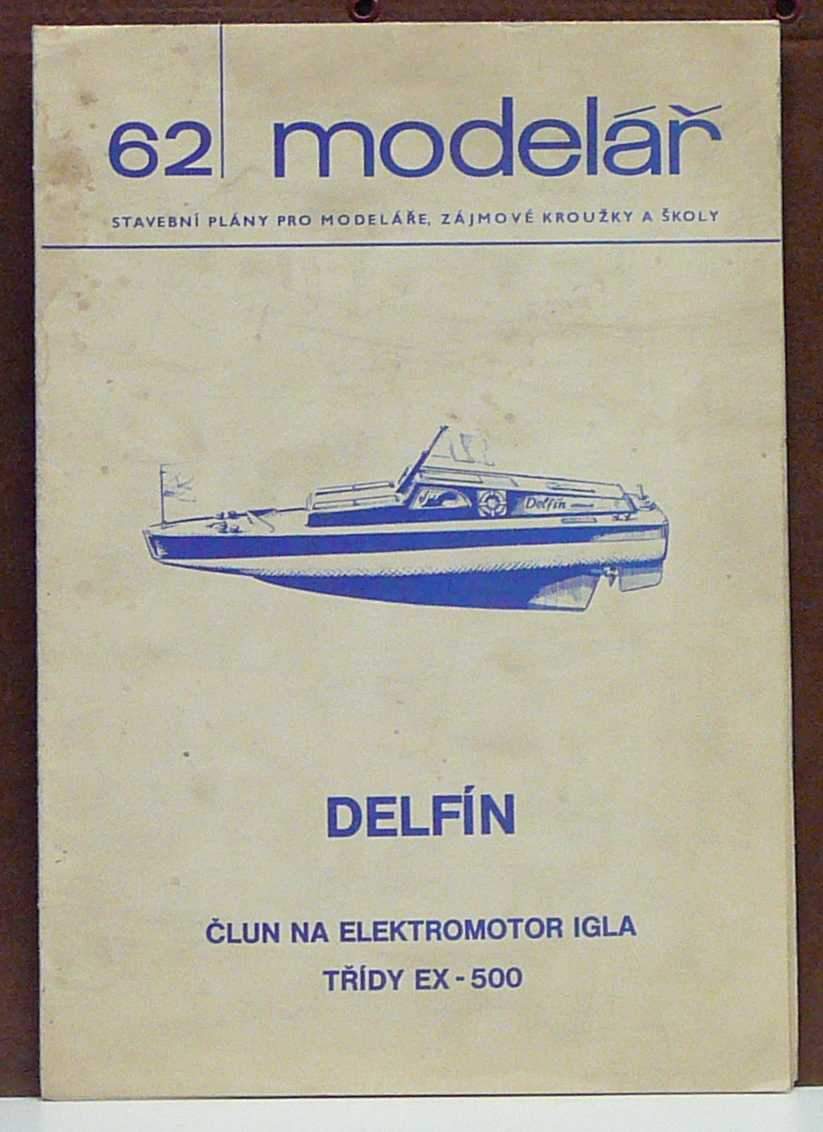 62 modelář
STAVEBNÍ PLÁNY PRO MODELÁŘE, ZÁJMOVÉ KROUŽKY A ŠKOLY
Delfín
DELFÍN
ČLUN NA ELEKTROMOTOR IGLA
TŘÍDY EX - 500